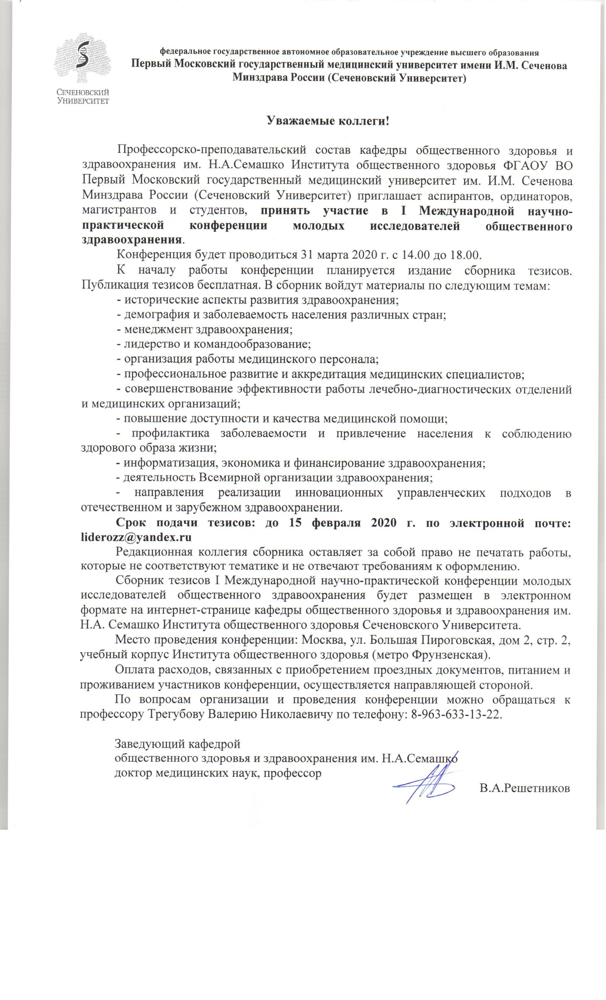 федеральное государственное автономное образовательное учреждение высшего образования
Первый Московский государственный медицинский университет имени И.М. Сеченова
Минздрава России (Сеченовский Университет)
СЕЧЕНОВСКИЙ
УНИВЕРСИТЕТ
Уважаемые коллеги!
Профессорско-преподавательский состав кафедры общественного здоровья и
здравоохранения им. Н.А.Семашко Института общественного здоровья ФГАОУ ВО
Первый Московский государственный медицинский университет им. И.М. Сеченова
Минздрава России (Сеченовский Университет) приглашает аспирантов, ординаторов,
магистрантов и студентов, принять участие в I Международной научно-
практической конференции молодых исследователей общественного
здравоохранения.
Конференция будет проводиться 31 марта 2020 г. с 14.00 до 18.00.
К началу работы конференции планируется издание сборника тезисов.
Публикация тезисов бесплатная. В сборник войдут материалы по следующим темам:
- исторические аспекты развития здравоохранения;
- демография и заболеваемость населения различных стран;
- менеджмент здравоохранения;
- лидерство и командообразование;
- организация работы медицинского персонала;
- профессиональное развитие и аккредитация медицинских специалистов;
- совершенствование эффективности работы лечебно-диагностических отделений
и медицинских организаций;
- повышение доступности и качества медицинской помощи;
- профилактика заболеваемости и привлечение населения к соблюдению
здорового образа жизни;
- информатизация, экономика и финансирование здравоохранения;
- деятельность Всемирной организации здравоохранения;
- направления реализации инновационных управленческих подходов в
отечественном и зарубежном здравоохранении.
Срок подачи тезисов: до 15 февраля 2020 г. по электронной почте:
liderozz@yandex.ru
Редакционная коллегия сборника оставляет за собой право не печатать работы,
которые не соответствуют тематике и не отвечают требованиям к оформлению.
Сборник тезисов I Международной научно-практической конференции молодых
исследователей общественного здравоохранения будет размещен в электронном
формате на интернет-странице кафедры общественного здоровья и здравоохранения им.
Н.А. Семашко Института общественного здоровья Сеченовского Университета.
Место проведения конференции: Москва, ул. Большая Пироговская, дом 2, стр. 2,
учебный корпус Института общественного здоровья (метро Фрунзенская).
Оплата расходов, связанных с приобретением проездных документов, питанием и
проживанием участников конференции, осуществляется направляющей стороной.
По вопросам организации и проведения конференции можно обращаться к
профессору Трегубову Валерию Николаевичу по телефону: 8-963-633-13-22.
Заведующий кафедрой
общественного здоровья и здравоохранения им. Н.А.Семашко
доктор медицинских наук, профессор
В.А.Решетников